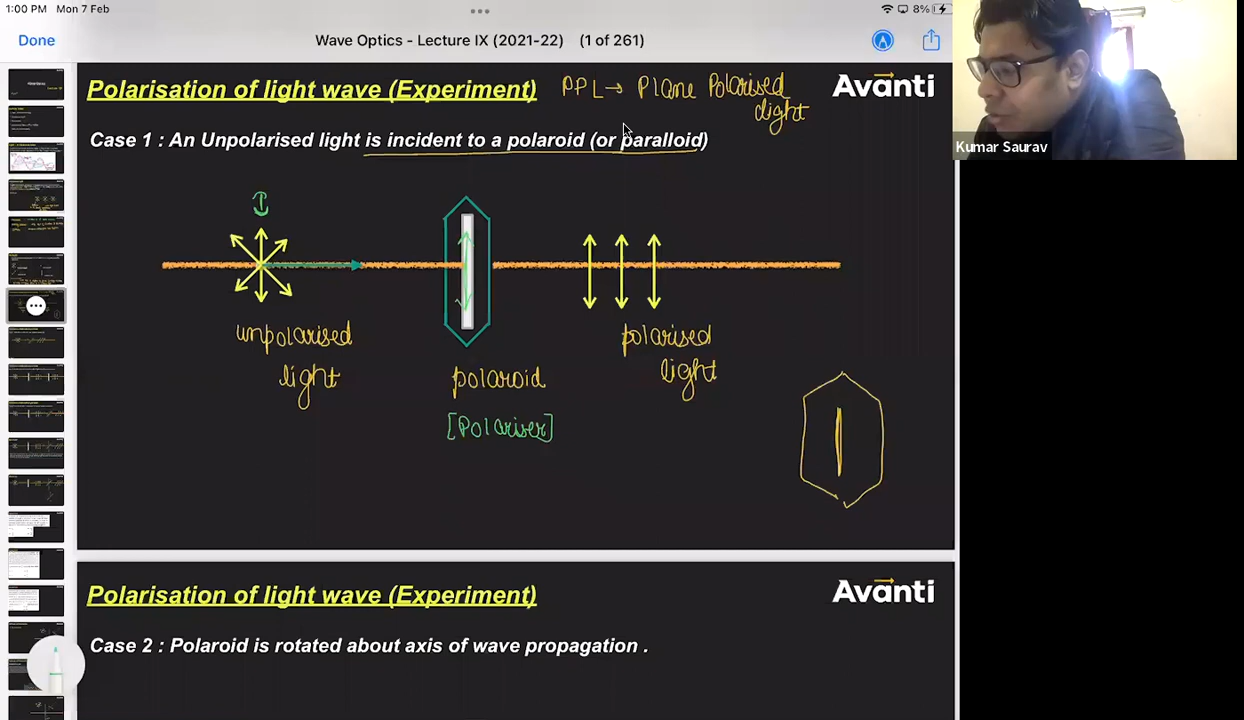 1:00 PM Mon 7 Feb
8%
Done
Wave Optics - Lecture IX (2021-22) (1 of 261)
Polarisation of light wave (Experiment)
PPL → Plane Polarised
light
Avanti
Case 1 : An Unpolarised light is incident to a polaroid (or paralloid)
Kumar Saurav
unpolarised
light
polaroid
[Polariser]
polarised
light
Polarisation of light wave (Experiment)
Avanti
Case 2 : Polaroid is rotated about axis of wave propagation .